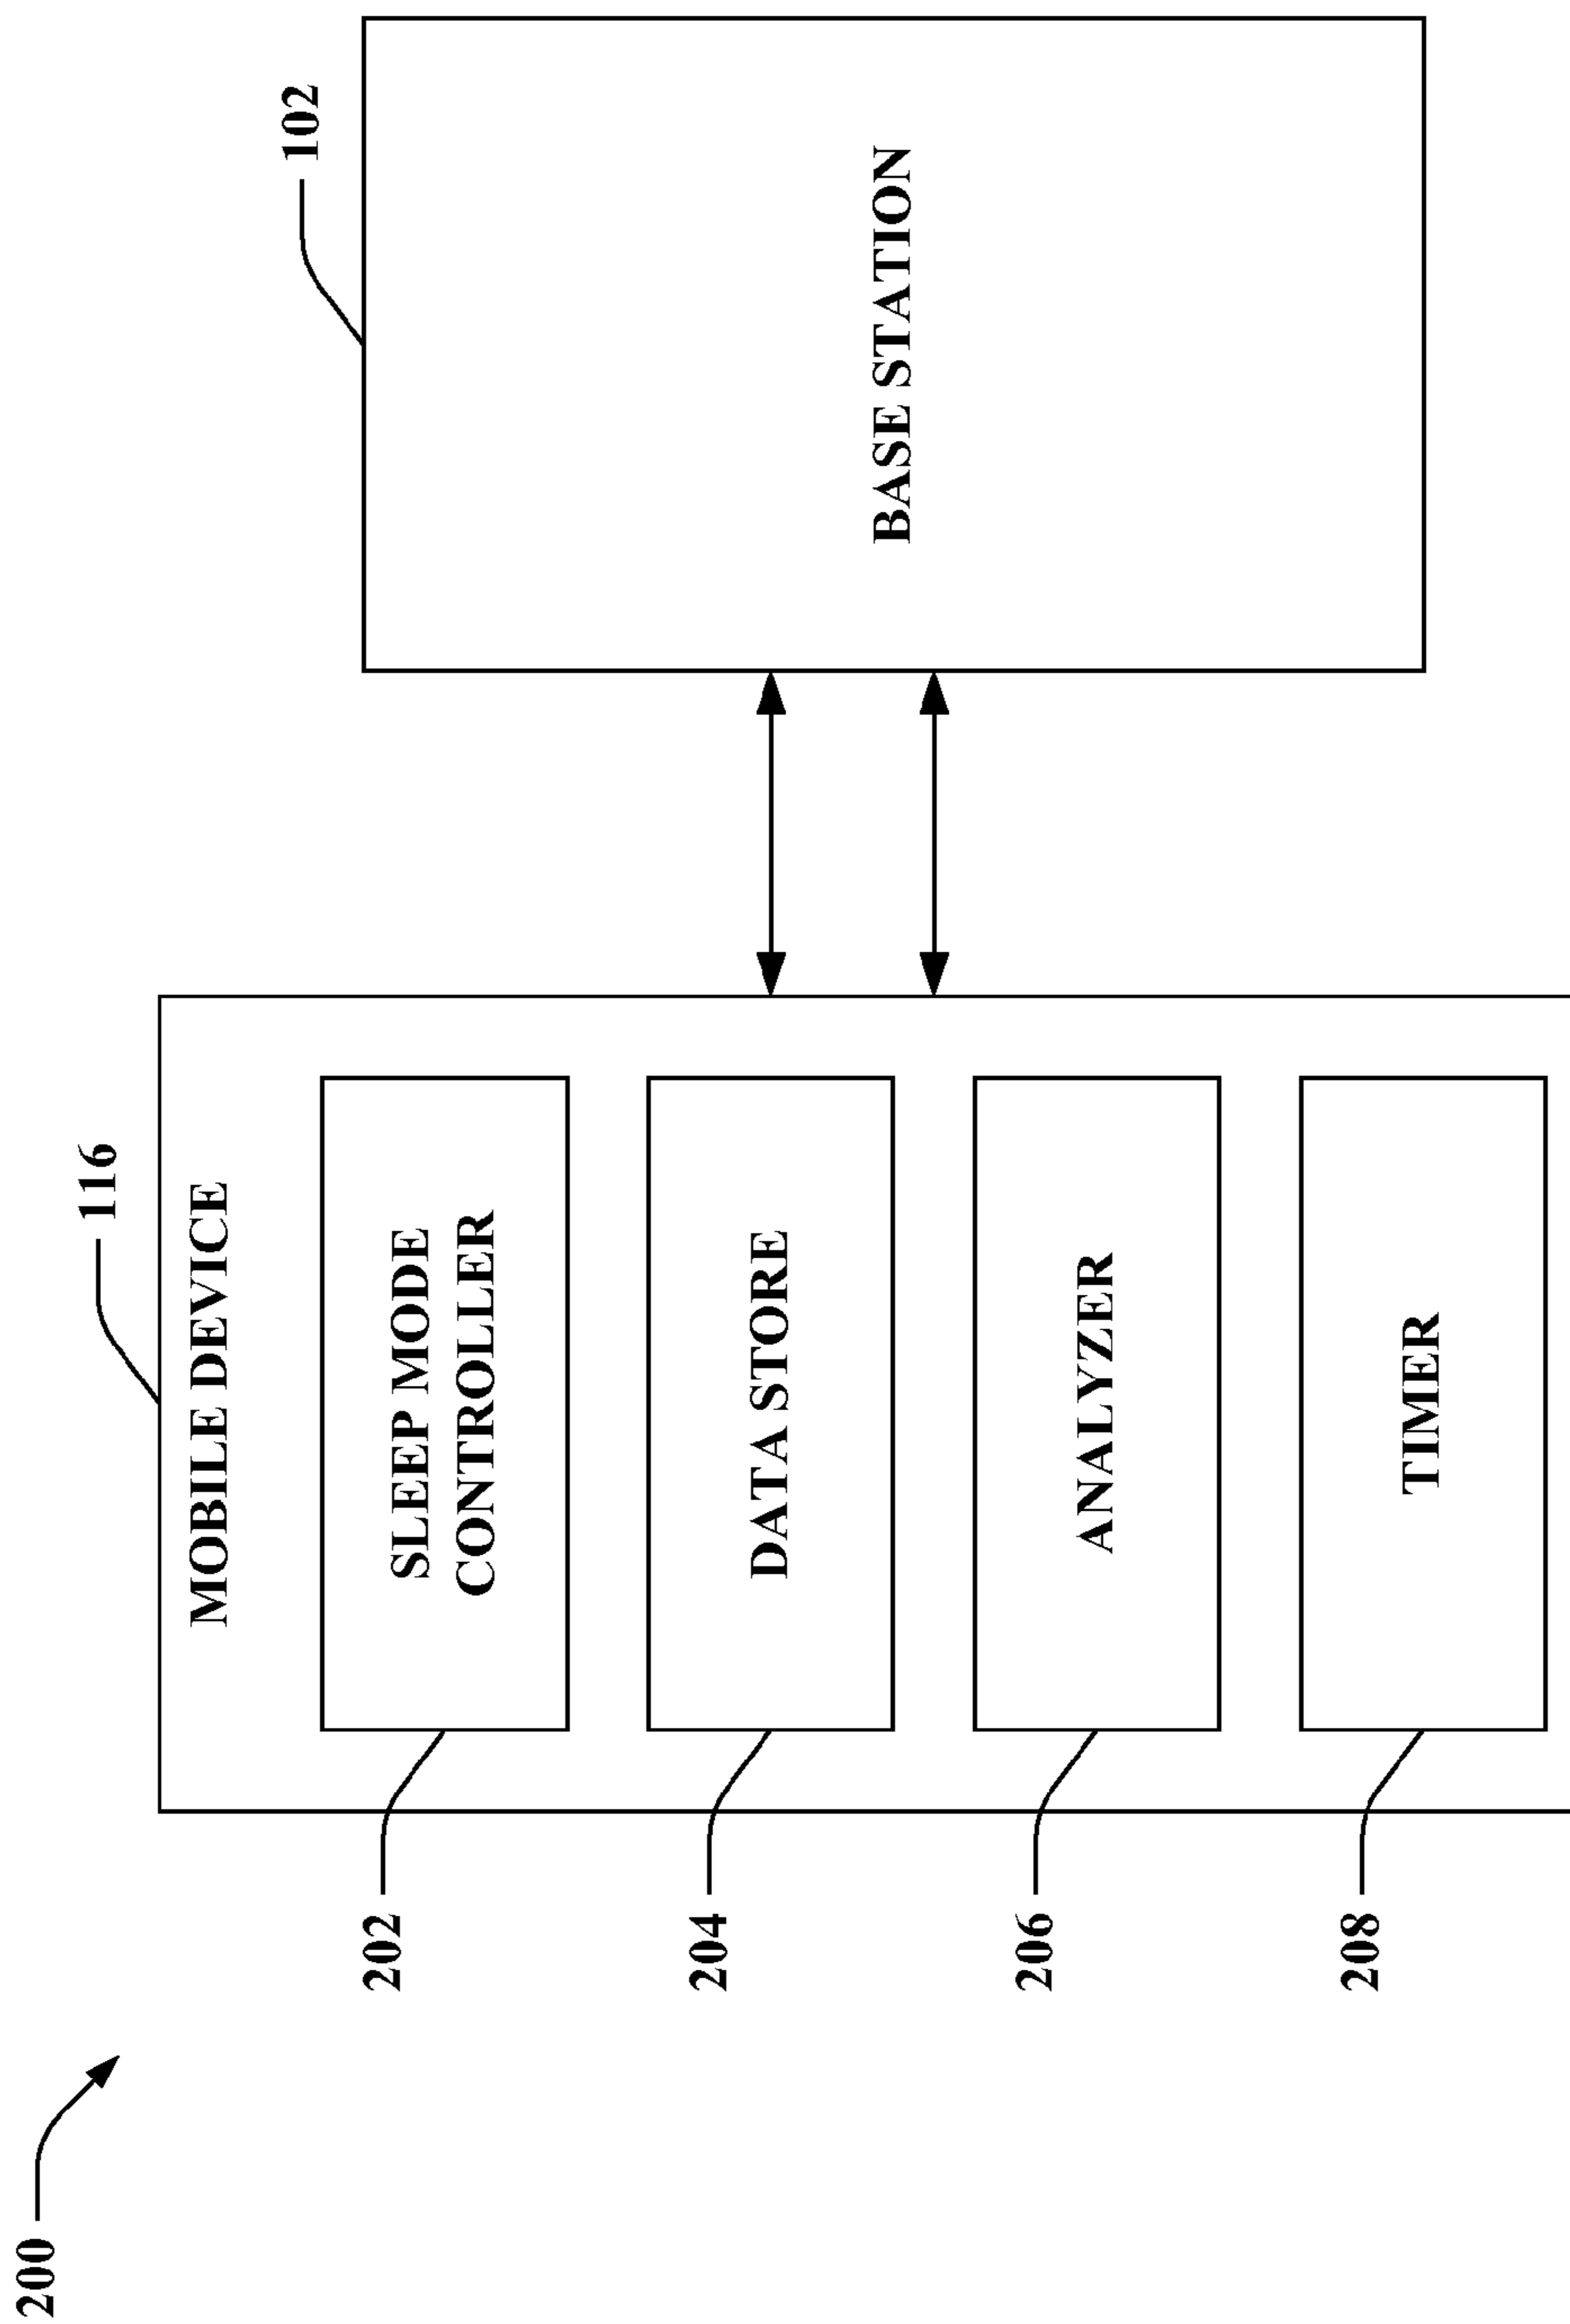 200
116
MOBILE DEVICE
202
SLEEP MODE
CONTROLLER
204
DATA STORE
206
ANALYZER
208
TIMER
102
BASE STATION